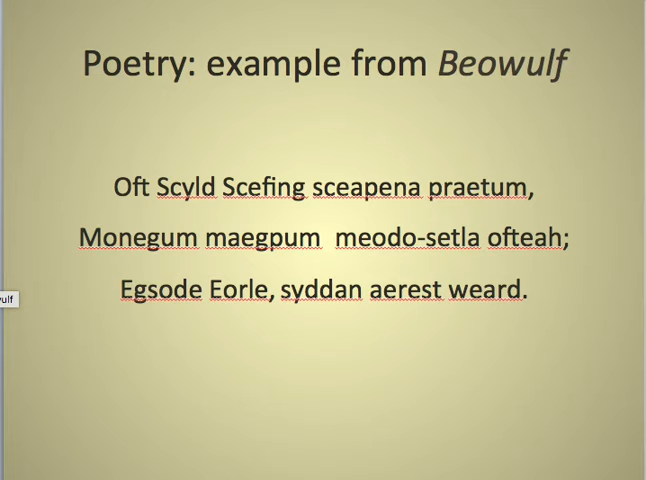 Poetry: example from Beowulf
Oft Scyld Scefing sceapena praetum,
Monegum maegpum meodo-setla ofteah;
Egsode Eorle, syddan aerest weard.
ulf